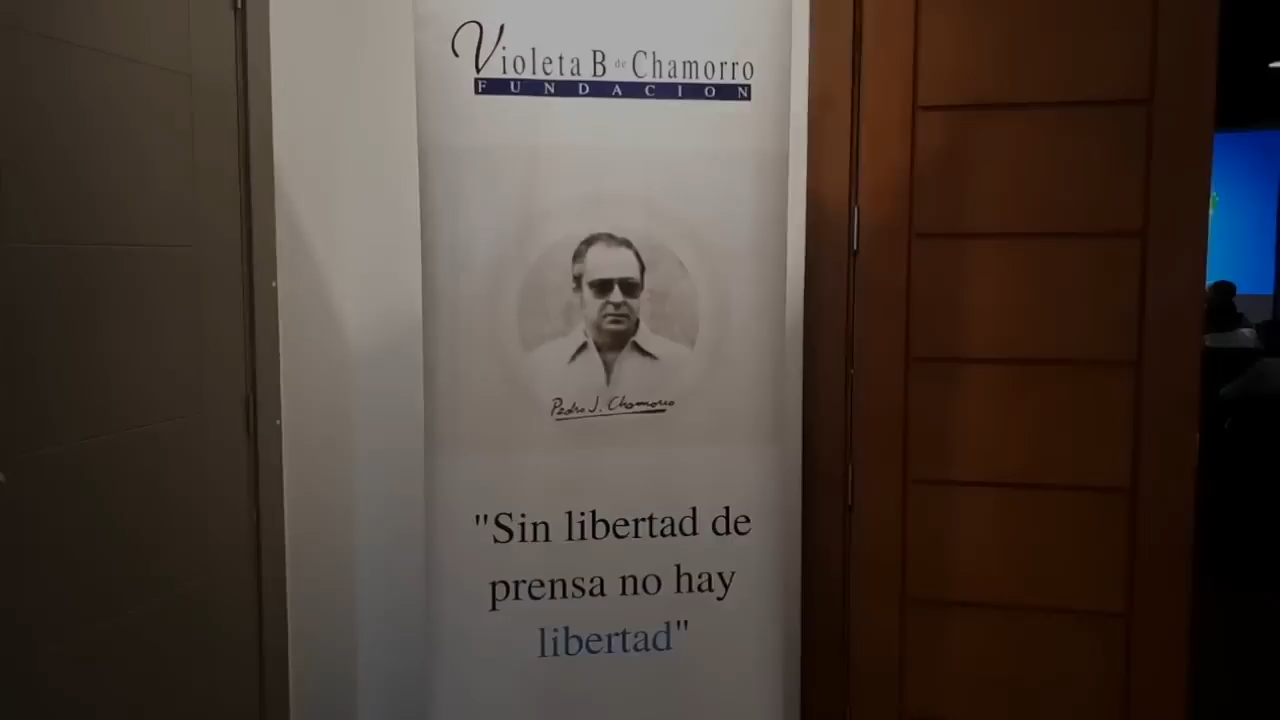 Violeta B de Chamorro
FUNDACION
Pedro J. Chamorro
"Sin libertad de
prensa no hay
libertad"